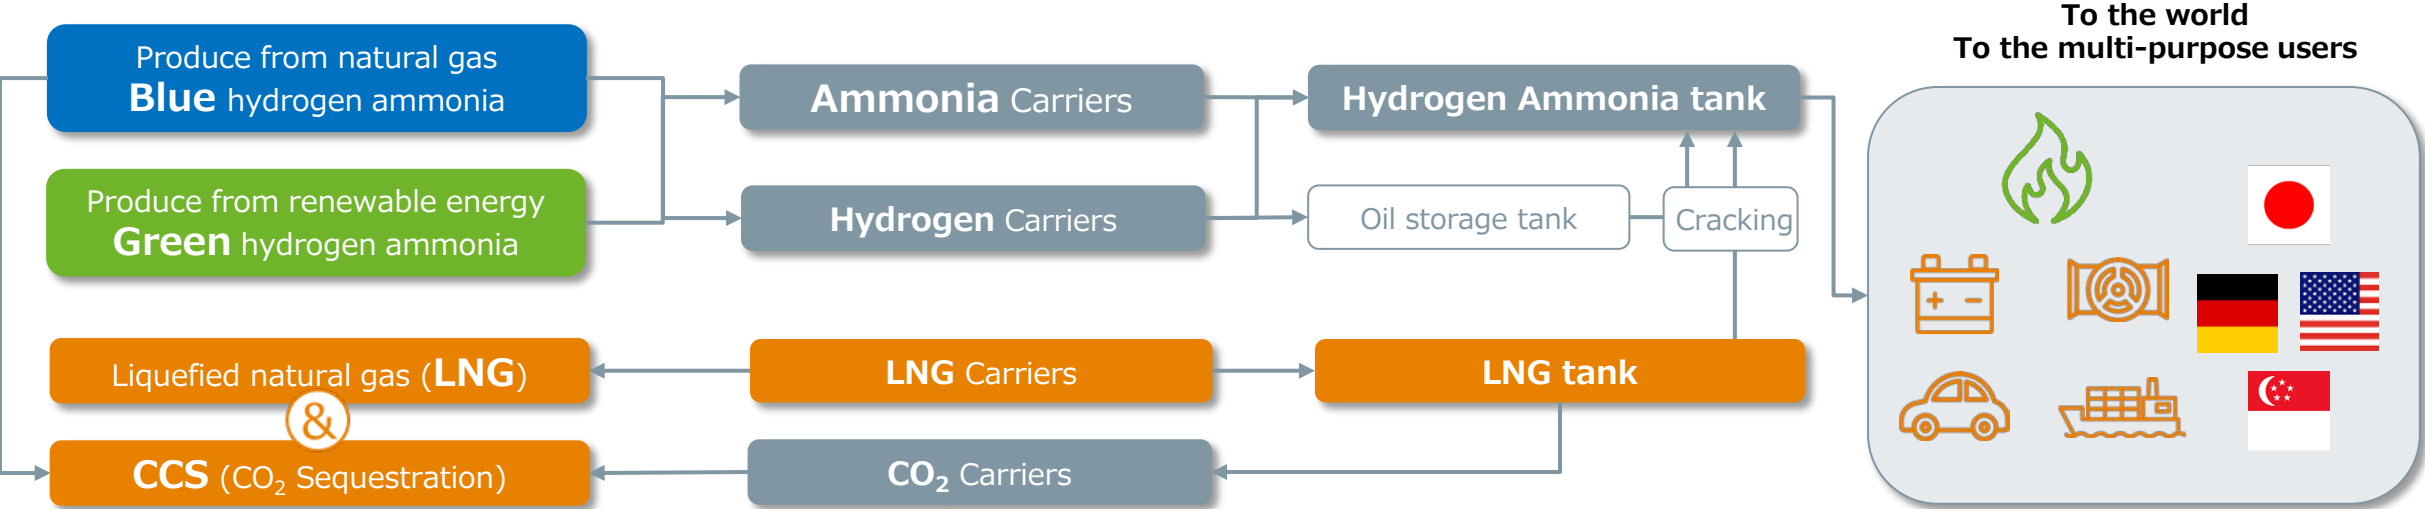 To the world
To the multi-purpose users
Produce from natural gas
Blue hydrogen ammonia
Ammonia Carriers
Hydrogen Ammonia tank
Produce from renewable energy
Green hydrogen ammonia
Hydrogen Carriers
Oil storage tank
Cracking
Liquefied natural gas (LNG)
LNG Carriers
LNG tank
&
CCS (CO₂ Sequestration)
CO₂ Carriers